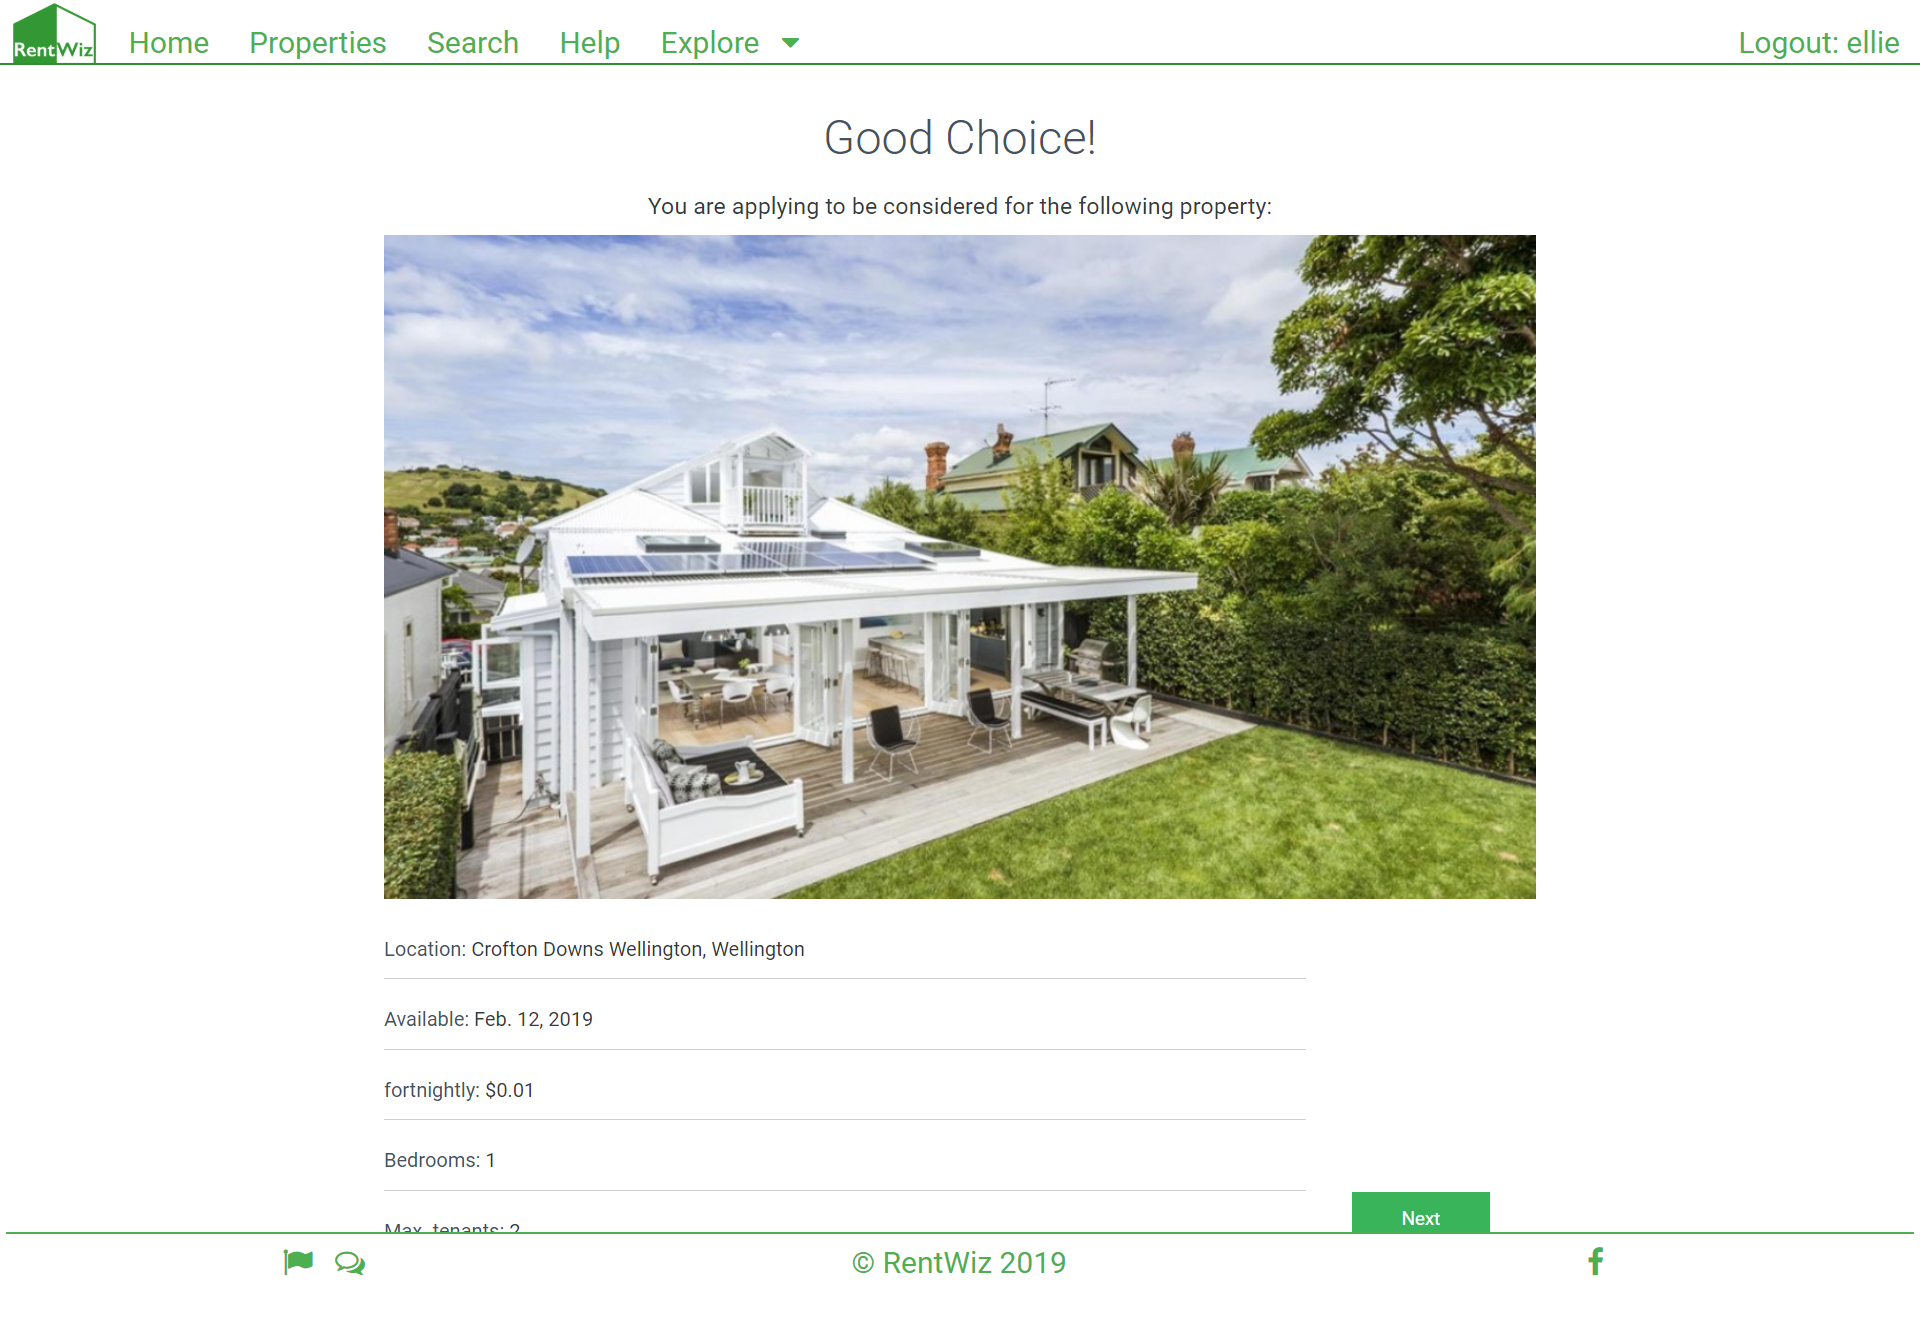 RentWiz
Home Properties Search Help Explore Logout: ellie
Good Choice!
You are applying to be considered for the following property:
Location: Crofton Downs Wellington, Wellington
Available: Feb. 12, 2019
fortnightly: $0.01
Bedrooms: 1
Max. tenants: 2
Next
© RentWiz 2019